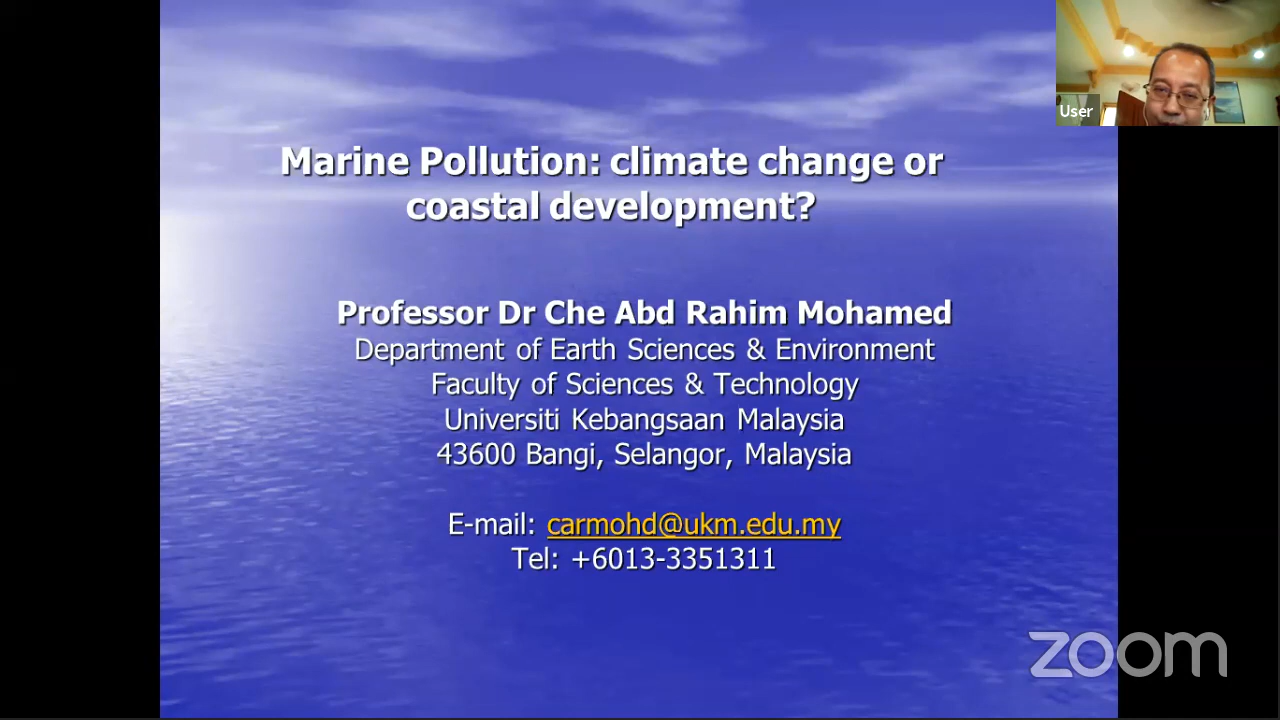 User
Marine Pollution: climate change or
coastal development?
Professor Dr Che Abd Rahim Mohamed
Department of Earth Sciences & Environment
Faculty of Sciences & Technology
Universiti Kebangsaan Malaysia
43600 Bangi, Selangor, Malaysia
E-mail: carmohd@ukm.edu.my
Tel: +6013-3351311
zoom